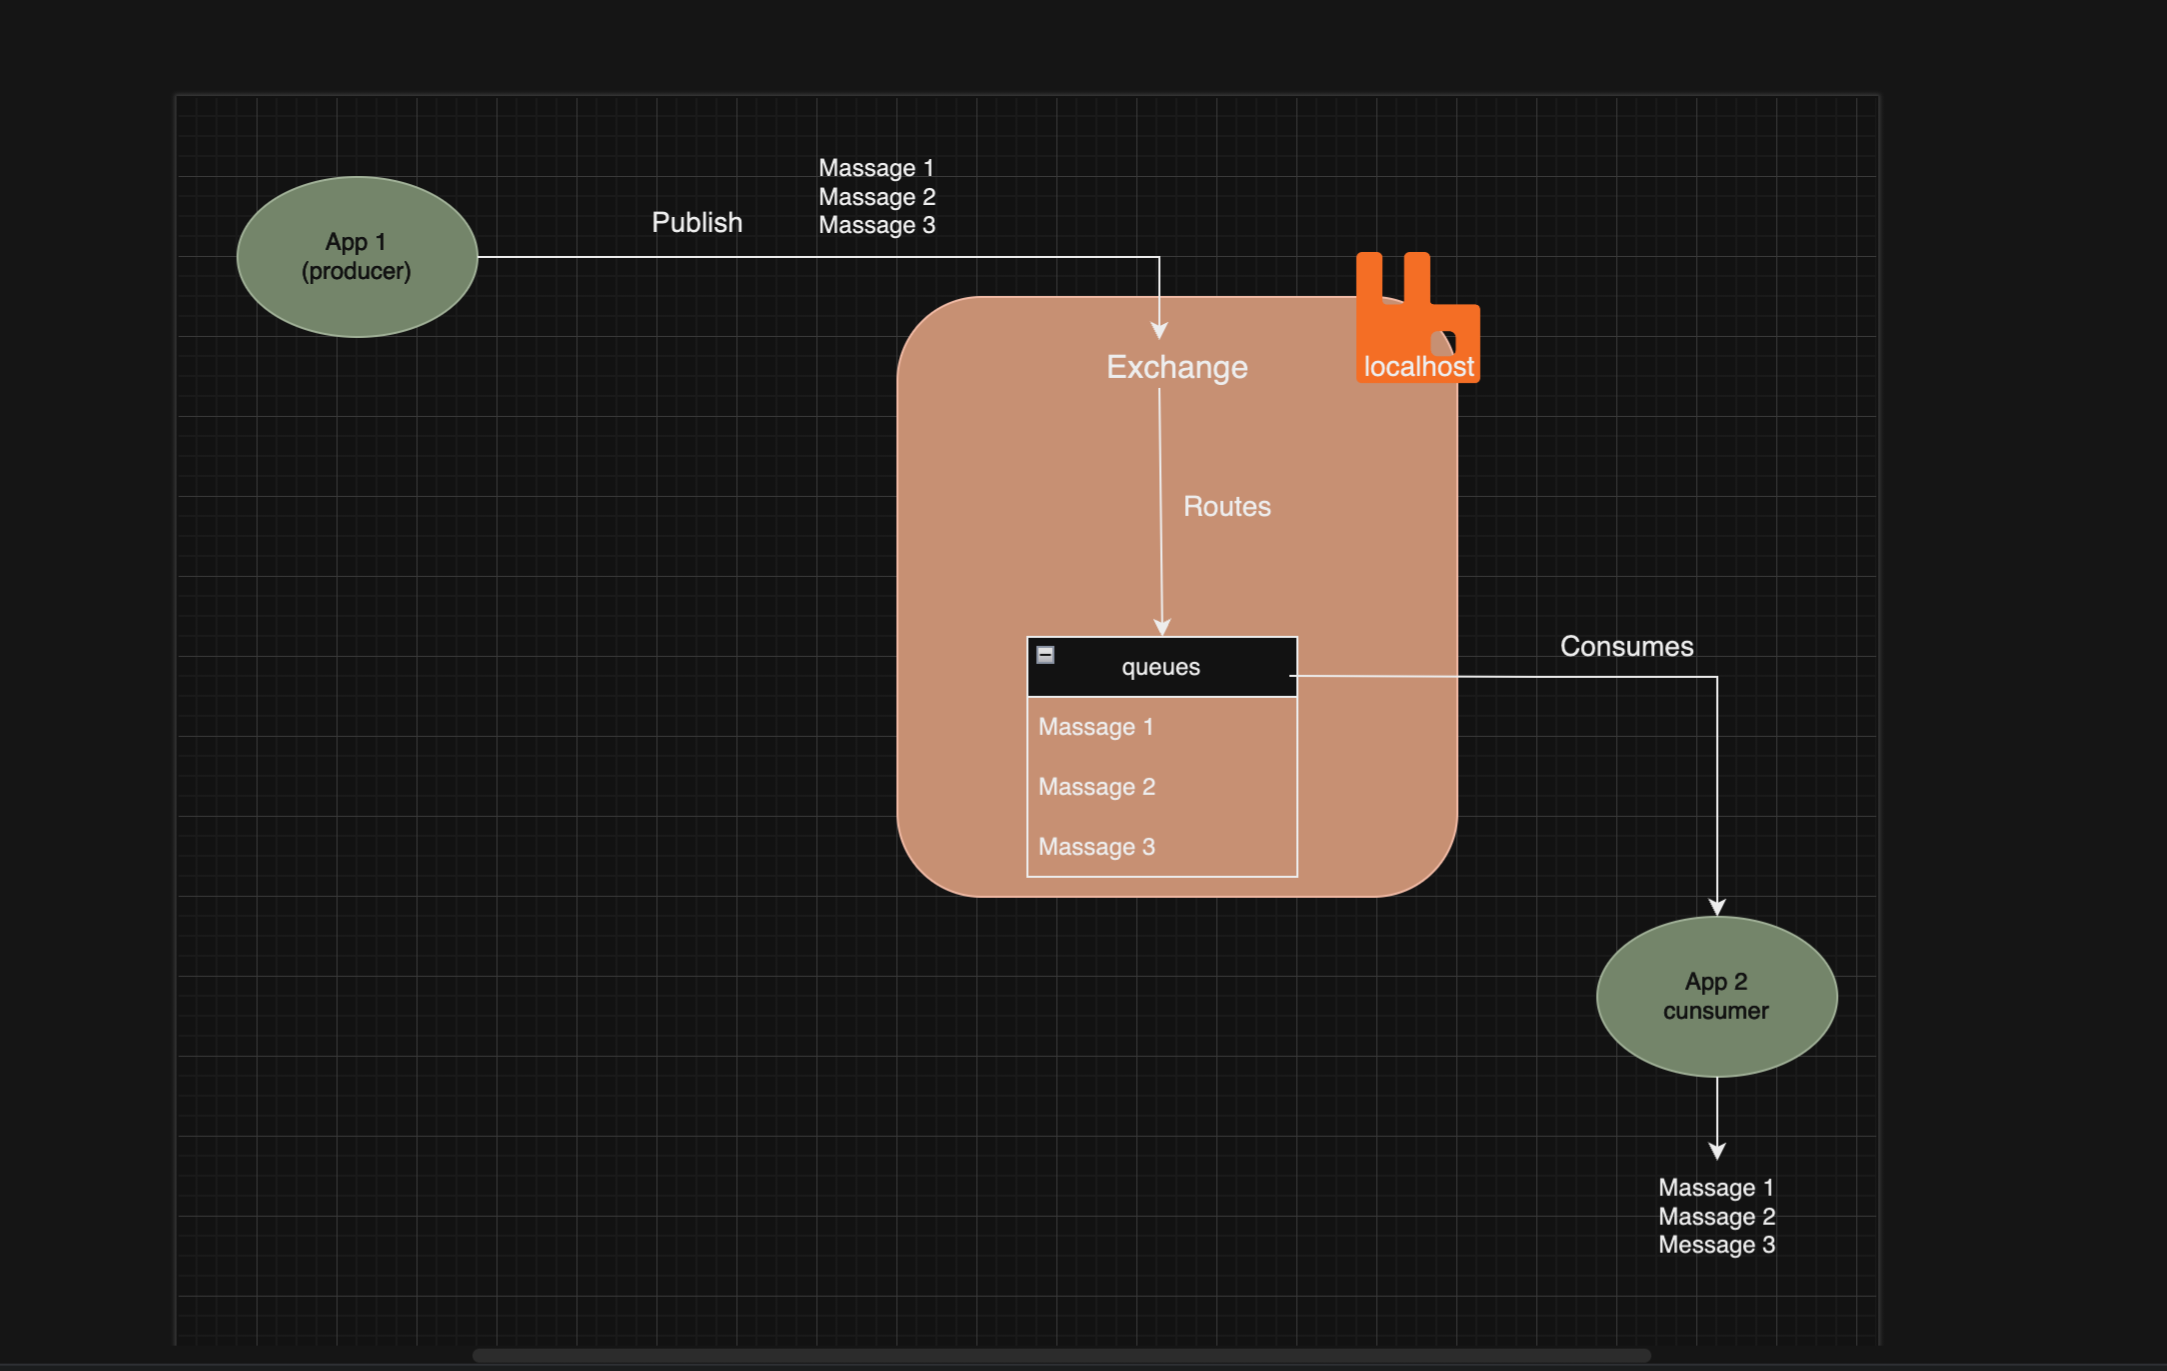 Massage 1
Massage 2
Massage 3
Publish
App 1
(producer)
Exchange
localhost
Routes
Consumes
queues
Massage 1
Massage 2
Massage 3
App 2
cunsumer
Massage 1
Massage 2
Message 3